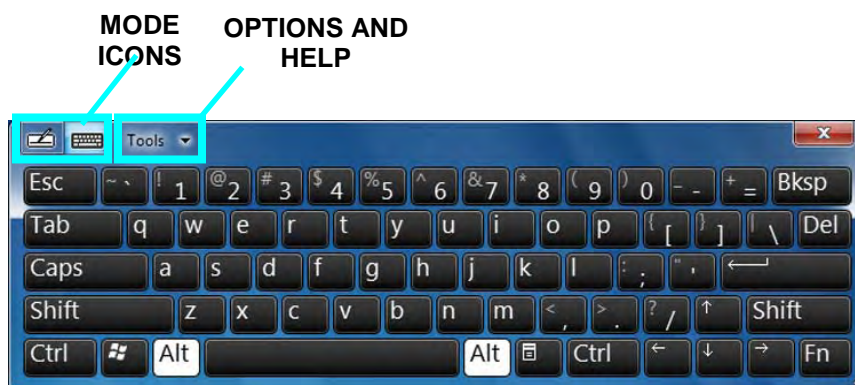 MODE ICONS
OPTIONS AND HELP
Tools x
Esc ~ ` ! 1 @ 2 # 3 $ 4 % 5 ^ 6 & 7 * 8 ( 9 ) 0 - - + = Bksp
Tab q w e r t y u i o p { [ } ] | \ Del
Caps a s d f g h j k l : ; " '
Shift z x c v b n m < , > . ? / ↑ Shift
Ctrl Alt Alt Ctrl ← ↓ → Fn